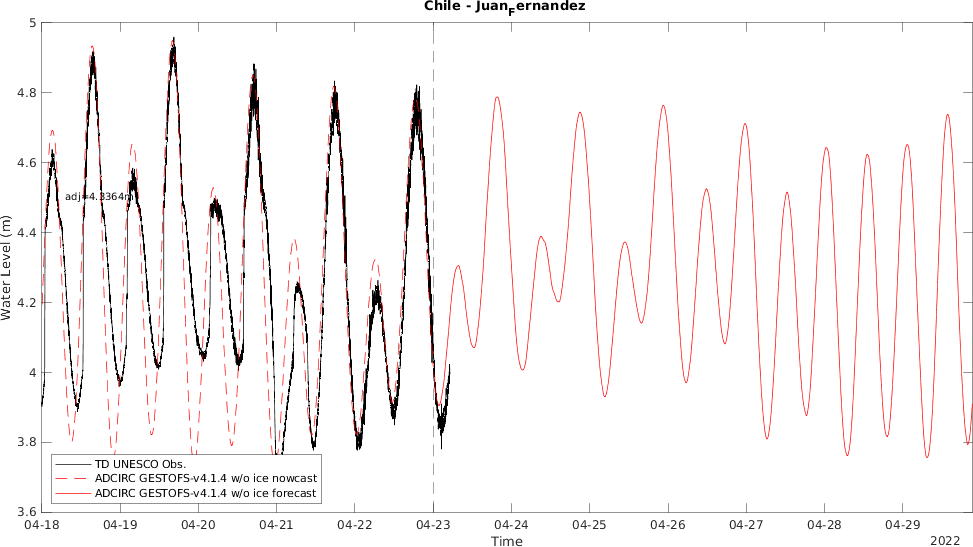 Chile - JuanFernandez
5
4.8
4.6
4.4
4.2
4
3.8
3.6
Water Level (m)
adj=4.3364m
TD UNESCO Obs.
ADCIRC GESTOFS-v4.1.4 w/o ice nowcast
ADCIRC GESTOFS-v4.1.4 w/o ice forecast
04-18 04-19 04-20 04-21 04-22 04-23 04-24 04-25 04-26 04-27 04-28 04-29
Time
2022